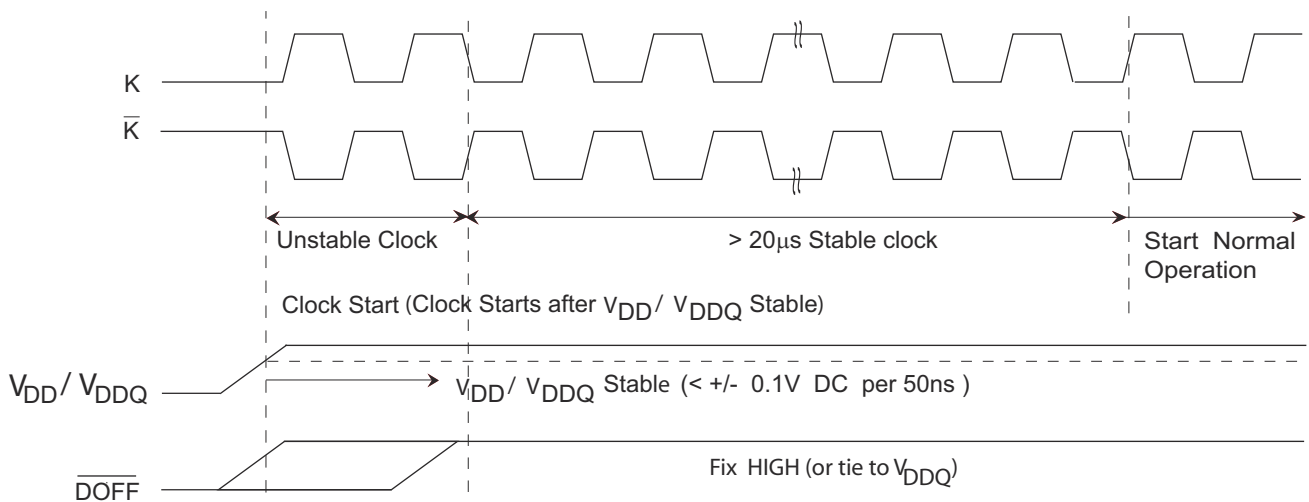 K
K̅
Unstable Clock
> 20μs Stable clock
Start Normal
Operation
Clock Start (Clock Starts after VDD / VDDQ Stable)
VDD / VDDQ
VDD / VDDQ Stable (< +/- 0.1V DC per 50ns )
Fix HIGH (or tie to VDDQ)
D̅O̅F̅F̅